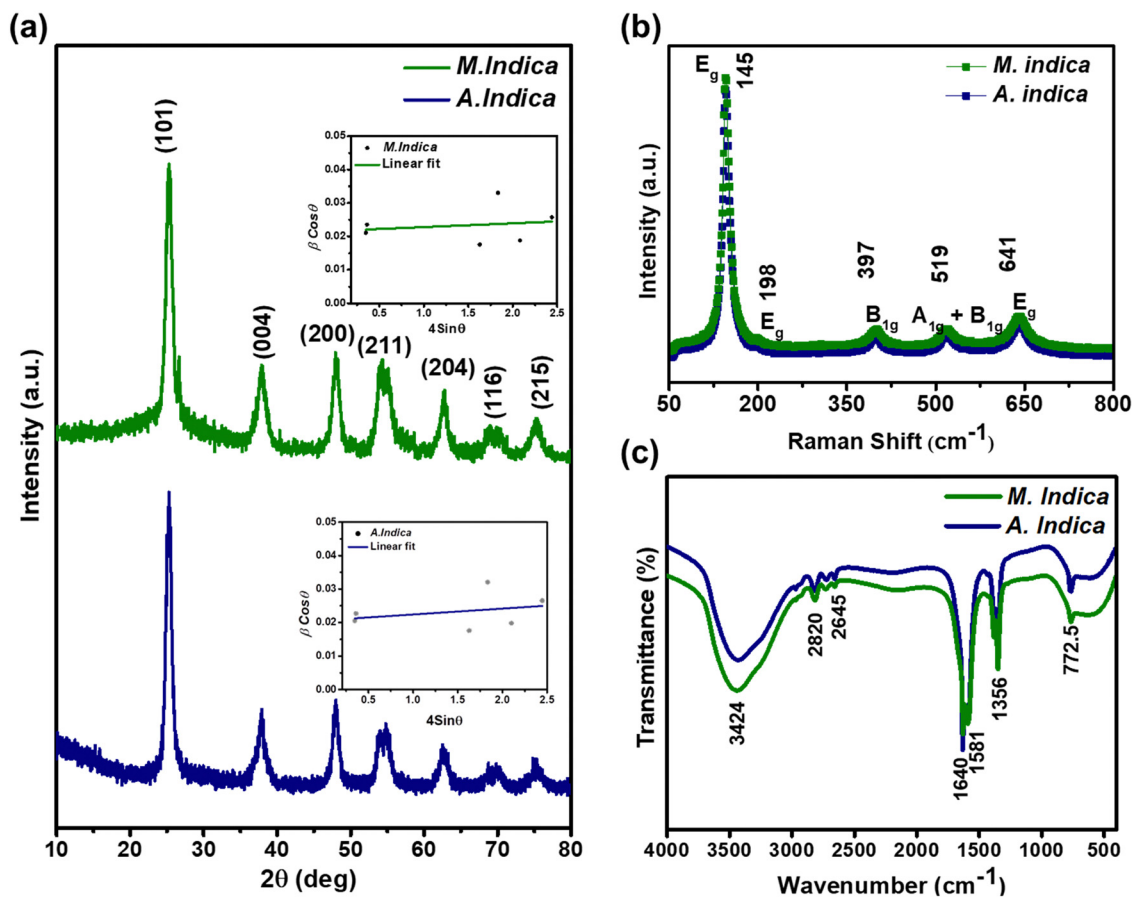 (a)
M.Indica
A.Indica
(101)
(004)
(200)
(211)
(204)
(116)
(215)
Intensity (a.u.)
10 20 30 40 50 60 70 80
2θ (deg)
M.Indica
Linear fit
β Cosθ
0.05
0.04
0.03
0.02
0.01
0.00
0.5 1.0 1.5 2.0 2.5
4Sinθ
A.Indica
Linear fit
β Cosθ
0.05
0.04
0.03
0.02
0.01
0.00
0.5 1.0 1.5 2.0 2.5
4Sinθ
(b)
M. indica
A. indica
Eg 145
198
Eg
397
B1g
519
A1g + B1g
641
Eg
Intensity (a.u.)
50 200 350 500 650 800
Raman Shift (cm-1)
(c)
M. Indica
A. Indica
3424
2820
2645
1640
1581
1356
772.5
Transmittance (%)
4000 3500 3000 2500 2000 1500 1000 500
Wavenumber (cm-1)